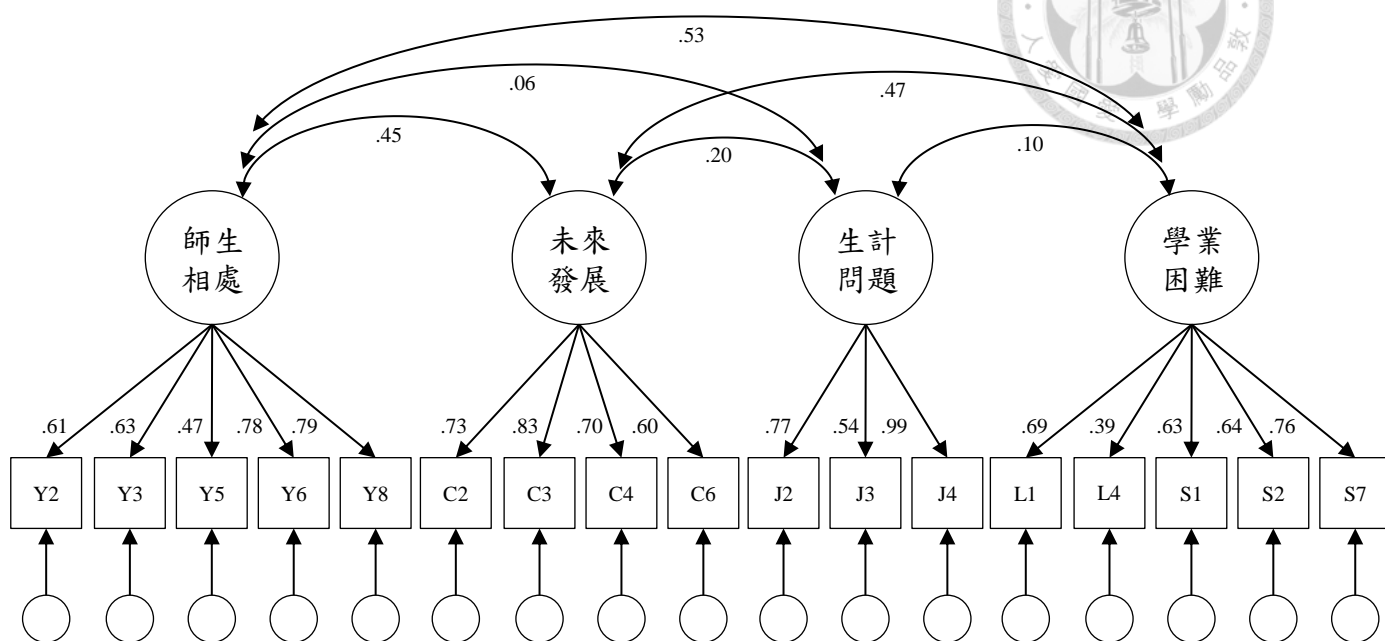 .53
.06
.47
.45
.20
.10
師生
相處
未來
發展
生計
問題
學業
困難
.61 .63 .47 .78 .79 .73 .83 .70 .60 .77 .54 .99 .69 .39 .63 .64 .76
Y2 Y3 Y5 Y6 Y8 C2 C3 C4 C6 J2 J3 J4 L1 L4 S1 S2 S7